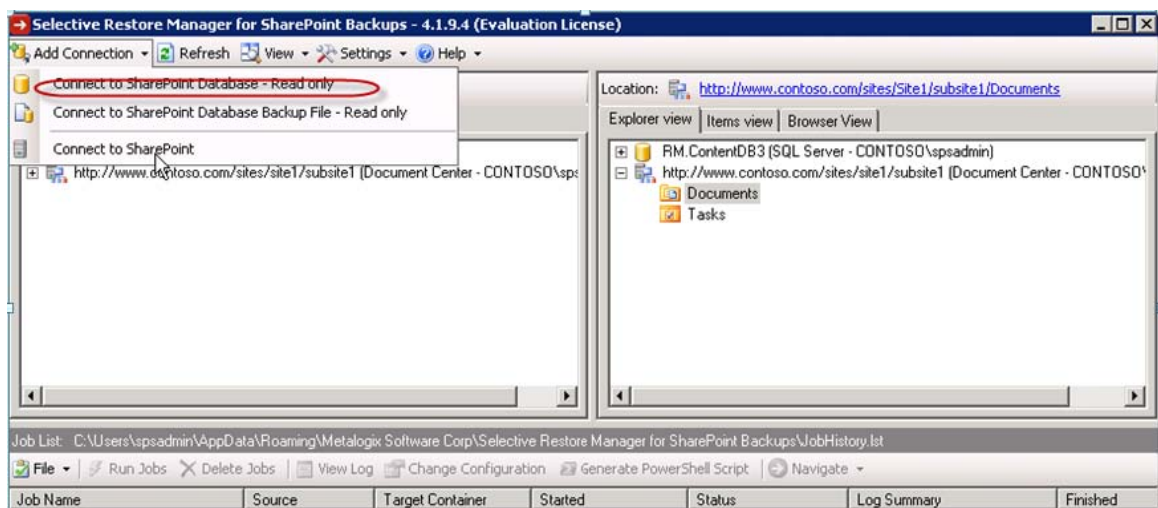 Selective Restore Manager for SharePoint Backups - 4.1.9.4 (Evaluation License)
Add Connection Refresh View Settings Help
Connect to SharePoint Database - Read only
Connect to SharePoint Database Backup File - Read only
Connect to SharePoint
http://www.contoso.com/sites/site1/subsite1 (Document Center - CONTOSO\sps
Location: http://www.contoso.com/sites/Site1/subsite1/Documents
Explorer view Items view Browser View
RM.ContentDB3 (SQL Server - CONTOSO\spsadmin)
http://www.contoso.com/sites/site1/subsite1 (Document Center - CONTOSO\
Documents
Tasks
Job List: C:\Users\spsadmin\AppData\Roaming\Metalogix Software Corp\Selective Restore Manager for SharePoint Backups\JobHistory.lst
File Run Jobs Delete Jobs View Log Change Configuration Generate PowerShell Script Navigate
Job Name Source Target Container Started Status Log Summary Finished